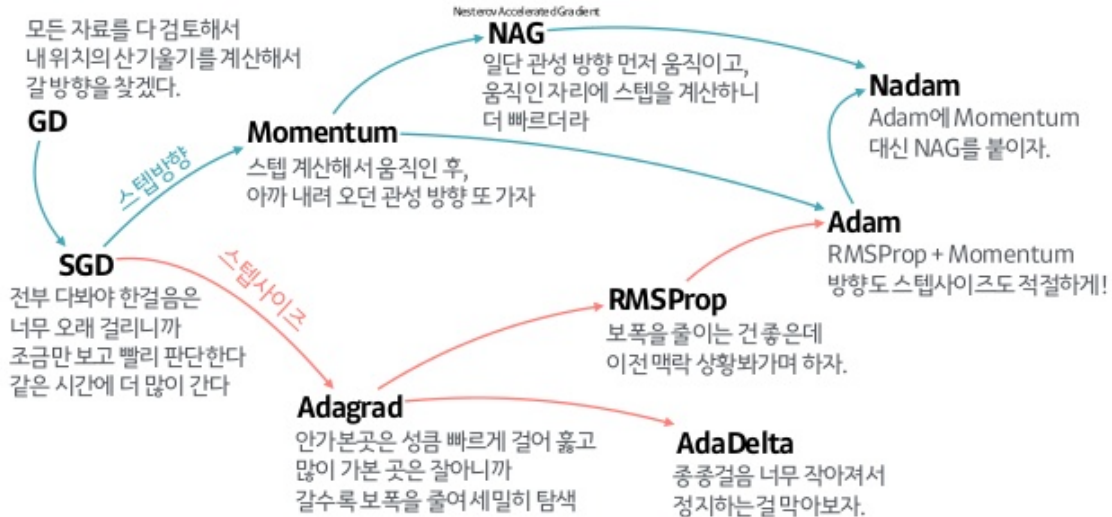 모든 자료를 다 검토해서
내 위치의 산기울기를 계산해서
갈 방향을 찾겠다.
GD
스텝방향
Momentum
스텝 계산해서 움직인 후,
아까 내려 오던 관성 방향 또 가자
Nesterov Accelerated Gradient
NAG
일단 관성 방향 먼저 움직이고,
움직인 자리에 스텝을 계산하니
더 빠르더라
Nadam
Adam에 Momentum
대신 NAG를 붙이자.
Adam
RMSProp + Momentum
방향도 스텝사이즈도 적절하게!
SGD
전부 다봐야 한걸음은
너무 오래 걸리니까
조금만 보고 빨리 판단한다
같은 시간에 더 많이 간다
스텝사이즈
RMSProp
보폭을 줄이는 건 좋은데
이전 맥락 상황봐가며 하자.
Adagrad
안가본곳은 성큼 빠르게 걸어 훑고
많이 가본 곳은 잘아니까
갈수록 보폭을 줄여 세밀히 탐색
AdaDelta
종종걸음 너무 작아져서
정지하는걸 막아보자.